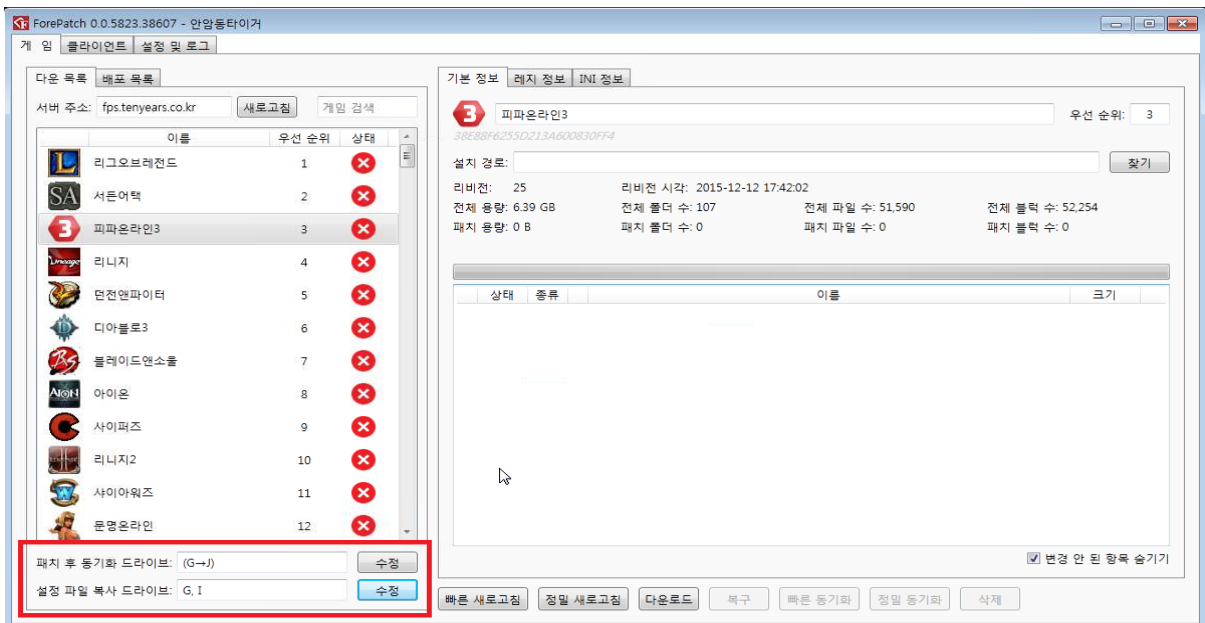 ForePatch 0.0.5823.38607 - 안암동타이거
게 임 클라이언트 설정 및 로그
다운 목록 배포 목록
서버 주소: fps.tenyears.co.kr 새로고침 게임 검색
이름 우선 순위 상태
리그오브레전드 1
SA 서든어택 2
3 피파온라인3 3
Lineage 리니지 4
던전앤파이터 5
디아블로3 6
BS 블레이드앤소울 7
AION 아이온 8
사이퍼즈 9
리니지2 10
W 샤이아워즈 11
문명온라인 12
패치 후 동기화 드라이브: (G→J) 수정
설정 파일 복사 드라이브: G, I 수정
기본 정보 레지 정보 INI 정보
3 피파온라인3 우선 순위: 3
38E88F6255D213A600830FF4
설치 경로: 찾기
리비전: 25 리비전 시각: 2015-12-12 17:42:02
전체 용량: 6.39 GB 전체 폴더 수: 107 전체 파일 수: 51,590 전체 블럭 수: 52,254
패치 용량: 0 B 패치 폴더 수: 0 패치 파일 수: 0 패치 블럭 수: 0
상태 종류 이름 크기
변경 안 된 항목 숨기기
빠른 새로고침 정밀 새로고침 다운로드 복구 빠른 동기화 정밀 동기화 삭제